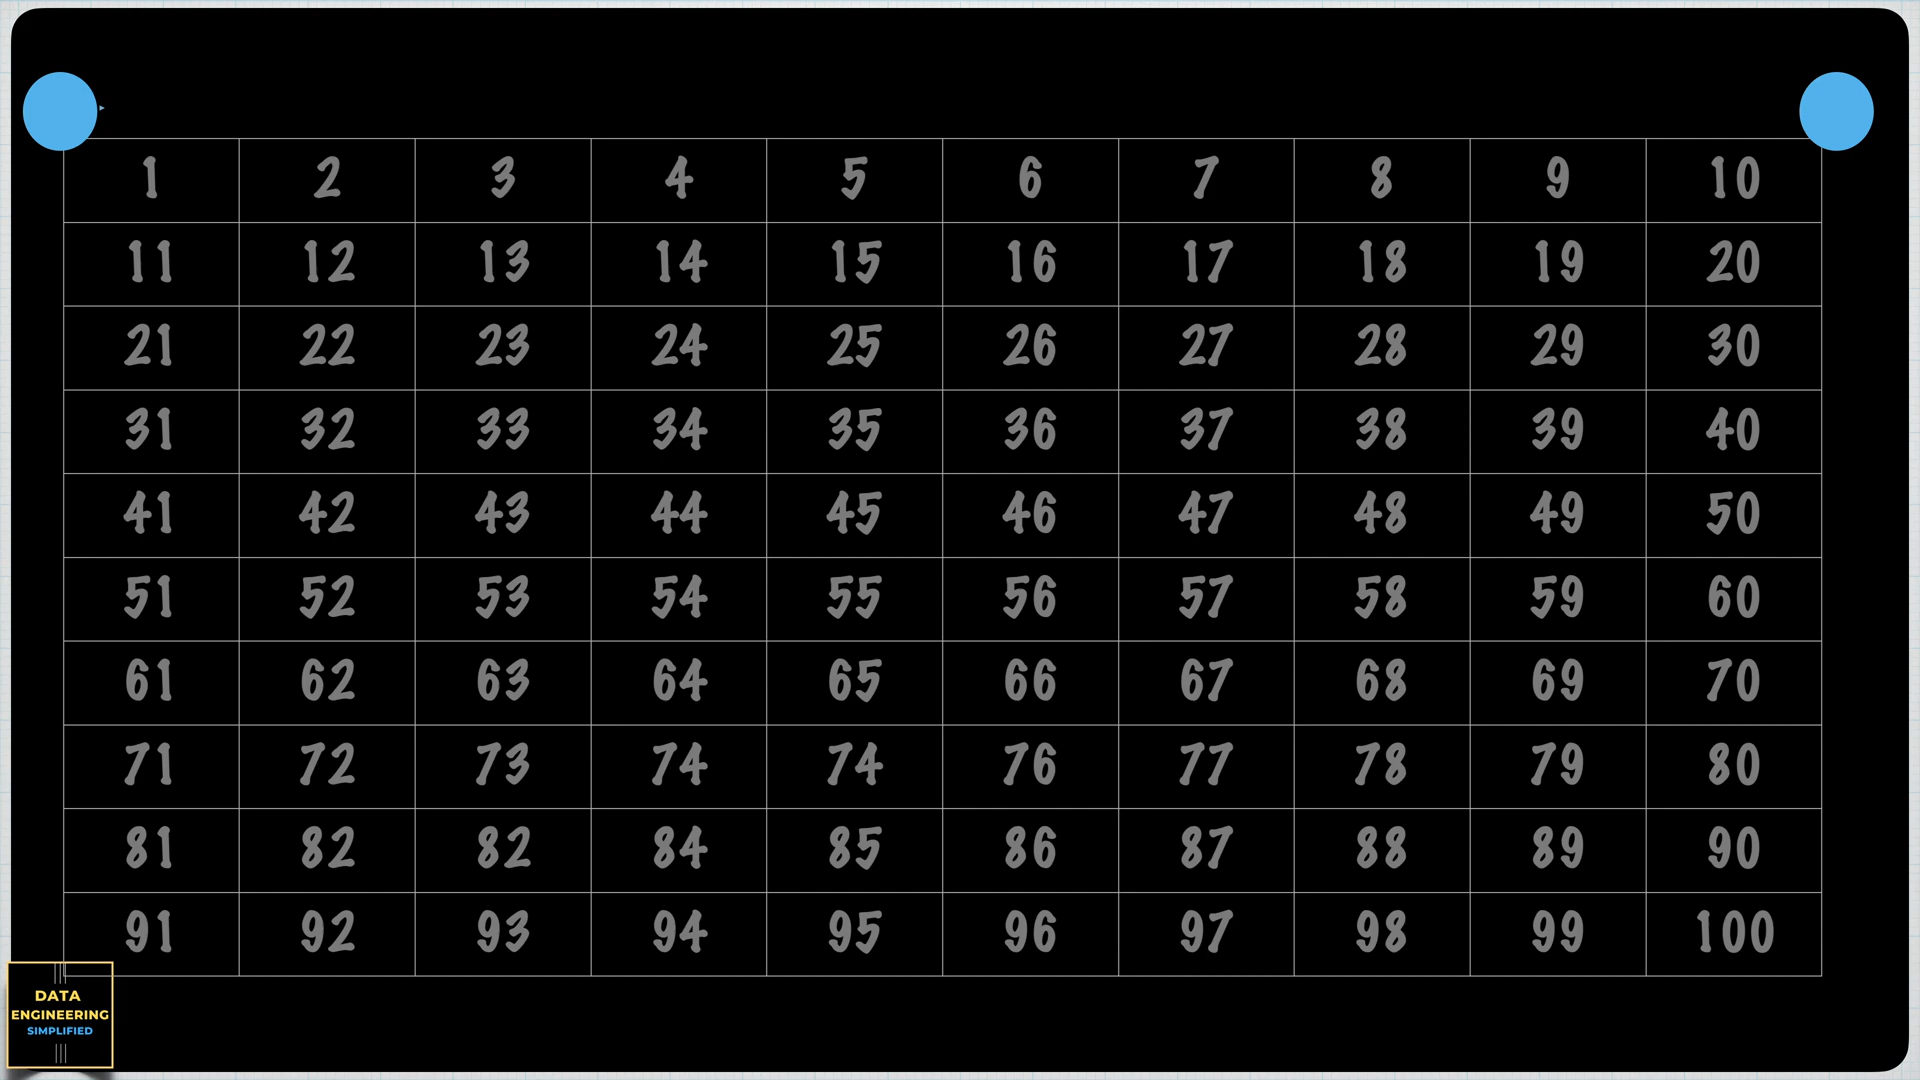 1 2 3 4 5 6 7 8 9 10
11 12 13 14 15 16 17 18 19 20
21 22 23 24 25 26 27 28 29 30
31 32 33 34 35 36 37 38 39 40
41 42 43 44 45 46 47 48 49 50
51 52 53 54 55 56 57 58 59 60
61 62 63 64 65 66 67 68 69 70
71 72 73 74 74 76 77 78 79 80
81 82 82 84 85 86 87 88 89 90
91 92 93 94 95 96 97 98 99 100
DATA
ENGINEERING
SIMPLIFIED